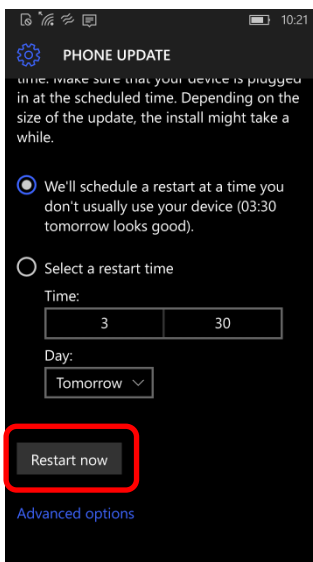 10:21
PHONE UPDATE
time. Make sure that your device is plugged
in at the scheduled time. Depending on the
size of the update, the install might take a
while.
We'll schedule a restart at a time you
don't usually use your device (03:30
tomorrow looks good).
Select a restart time
Time:
3 30
Day:
Tomorrow
Restart now
Advanced options